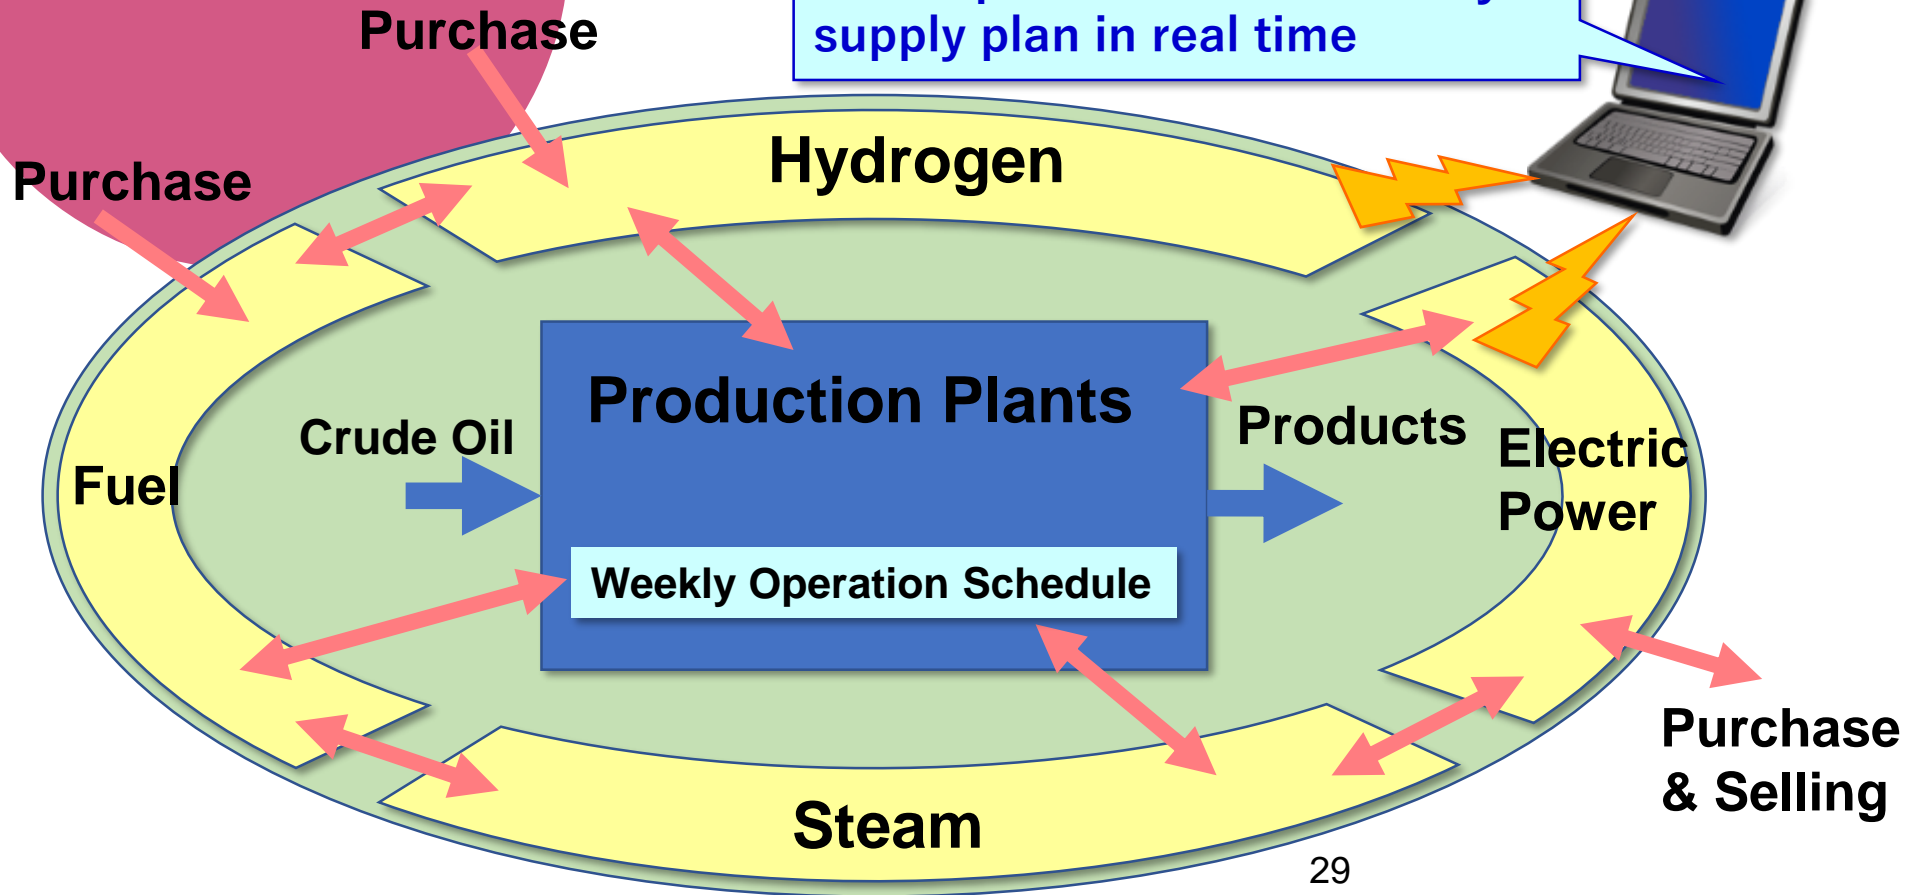 supply plan in real time
Purchase
Purchase
Hydrogen
Production Plants
Crude Oil
Products
Fuel
Electric
Power
Weekly Operation Schedule
Purchase
& Selling
Steam
29